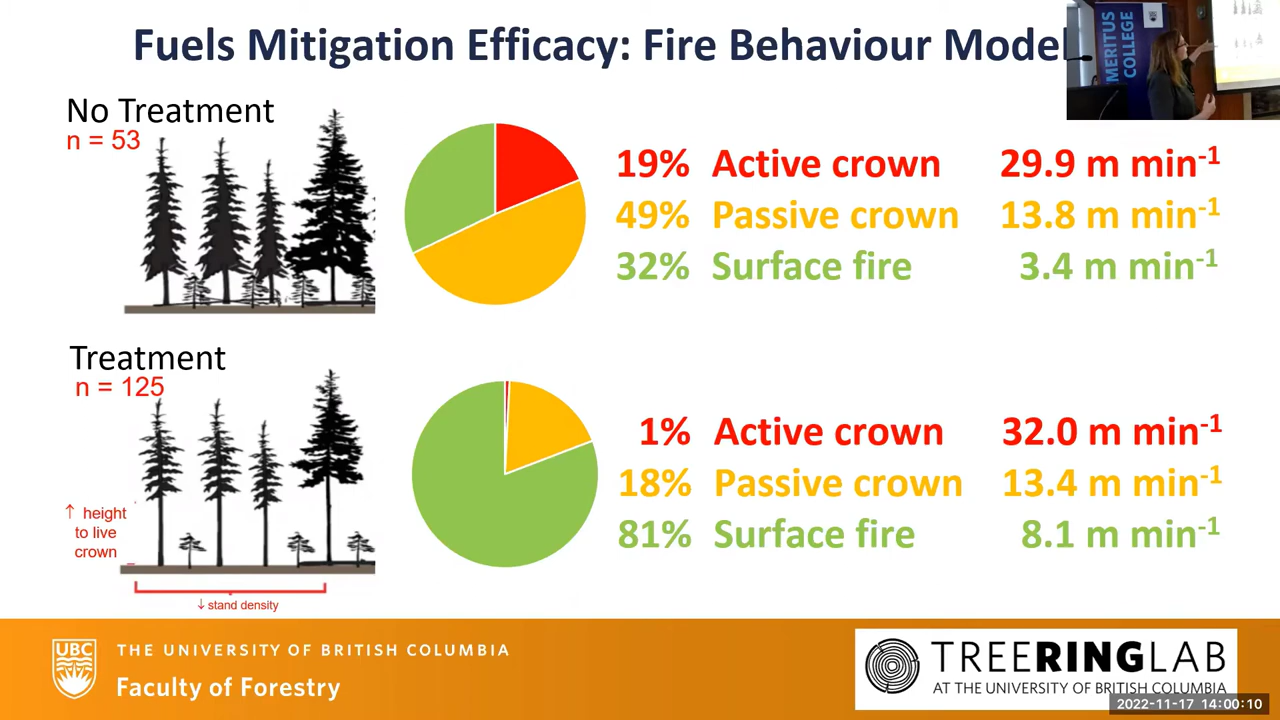 Fuels Mitigation Efficacy: Fire Behaviour Model
MERITUS
COLLEGE
No Treatment
n = 53
19% Active crown 29.9 m min⁻¹
49% Passive crown 13.8 m min⁻¹
32% Surface fire 3.4 m min⁻¹
Treatment
n = 125
1% Active crown 32.0 m min⁻¹
18% Passive crown 13.4 m min⁻¹
81% Surface fire 8.1 m min⁻¹
↑ height
to live
crown
↓ stand density
UBC
THE UNIVERSITY OF BRITISH COLUMBIA
Faculty of Forestry
TREERINGLAB
AT THE UNIVERSITY OF BRITISH COLUMBIA
2022-11-17 14:00:10